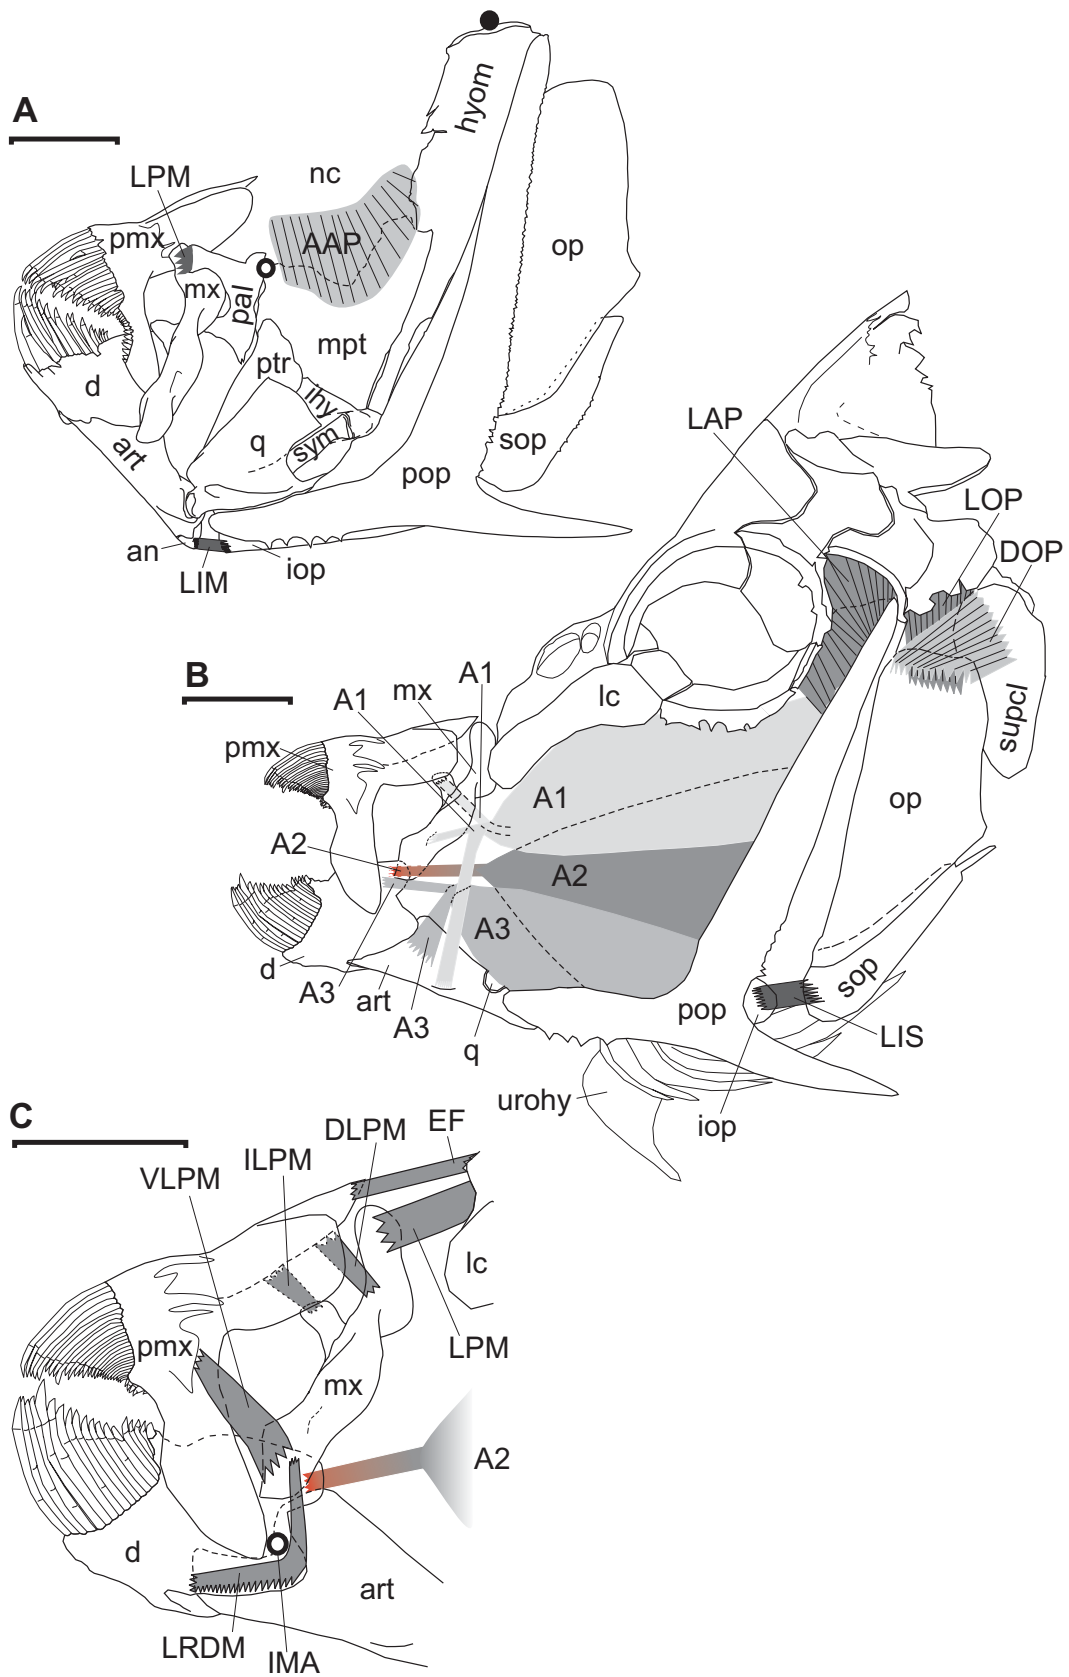 A
hyom
nc
LPM
pmx
AAP
op
mx
pal
mpt
ptr
d
ihy
art
q
sym
sop
pop
an
LIM
iop
LAP
LOP
DOP
B
A1
mx
A1
lc
supcl
pmx
A1
op
A2
A2
A3
d
A3
art
A3
q
pop
sop
LIS
urohy
iop
C
DLPM
EF
ILPM
VLPM
lc
pmx
LPM
mx
A2
d
art
LRDM
IMA